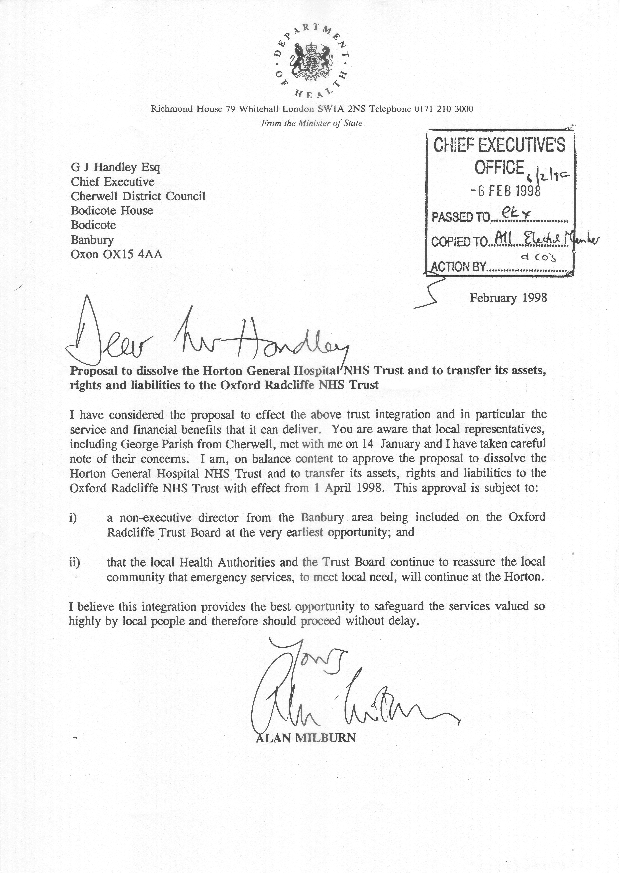 DEPARTMENT OF HEALTH
Richmond House 79 Whitehall London SW1A 2NS Telephone 0171 210 3000
From the Minister of State
G J Handley Esq
Chief Executive
Cherwell District Council
Bodicote House
Bodicote
Banbury
Oxon OX15 4AA
CHIEF EXECUTIVE'S
OFFICE
-6 FEB 1998
PASSED TO
COPIED TO All Elected Member
& CO's
ACTION BY
5 February 1998
Dear Mr Handley
Proposal to dissolve the Horton General Hospital NHS Trust and to transfer its assets,
rights and liabilities to the Oxford Radcliffe NHS Trust
I have considered the proposal to effect the above trust integration and in particular the
service and financial benefits that it can deliver. You are aware that local representatives,
including George Parish from Cherwell, met with me on 14 January and I have taken careful
note of their concerns. I am, on balance content to approve the proposal to dissolve the
Horton General Hospital NHS Trust and to transfer its assets, rights and liabilities to the
Oxford Radcliffe NHS Trust with effect from 1 April 1998. This approval is subject to:
i) a non-executive director from the Banbury area being included on the Oxford
Radcliffe Trust Board at the very earliest opportunity; and
ii) that the local Health Authorities and the Trust Board continue to reassure the local
community that emergency services, to meet local need, will continue at the Horton.
I believe this integration provides the best opportunity to safeguard the services valued so
highly by local people and therefore should proceed without delay.
Yours
Alan Milburn
ALAN MILBURN